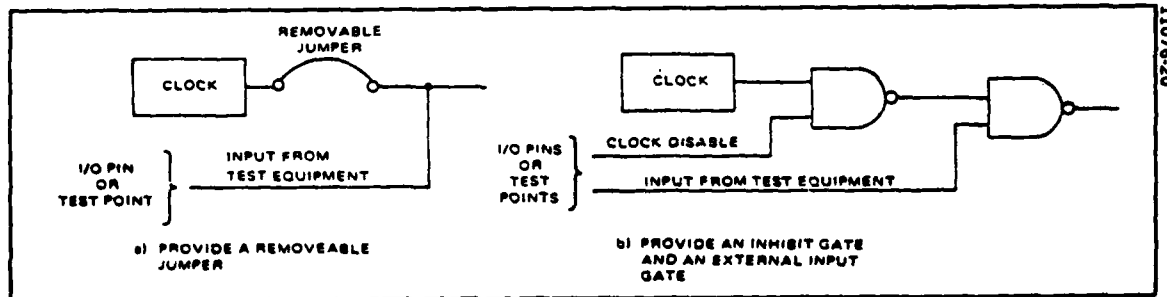 REMOVABLE
JUMPER
CLOCK
I/O PIN
OR
TEST POINT
INPUT FROM
TEST EQUIPMENT
a) PROVIDE A REMOVEABLE
JUMPER
CLOCK
I/O PINS
OR
TEST
POINTS
CLOCK DISABLE
INPUT FROM TEST EQUIPMENT
b) PROVIDE AN INHIBIT GATE
AND AN EXTERNAL INPUT
GATE